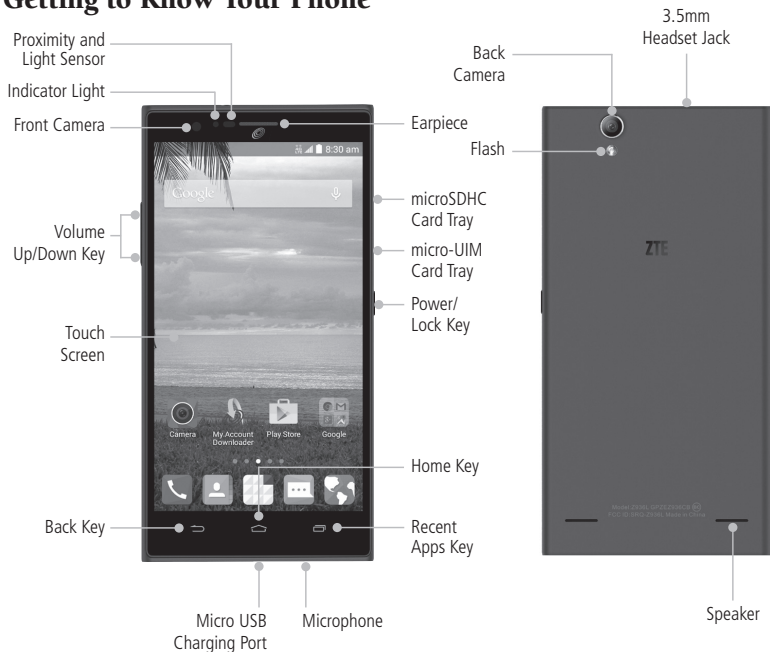 Getting to Know Your Phone
Proximity and
Light Sensor
Indicator Light
Front Camera
Volume
Up/Down Key
Touch
Screen
Back Key
Earpiece
microSDHC
Card Tray
micro-UIM
Card Tray
Power/
Lock Key
Home Key
Recent
Apps Key
Micro USB
Charging Port
Microphone
8:30 am
Google
Camera
My Account
Downloader
Play Store
Google
3.5mm
Headset Jack
Back
Camera
Flash
ZTE
Speaker